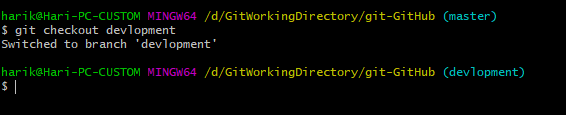 harik@Hari-PC-CUSTOM MINGW64 /d/GitWorkingDirectory/git-GitHub (master)
$ git checkout devlopment
Switched to branch 'devlopment'
harik@Hari-PC-CUSTOM MINGW64 /d/GitWorkingDirectory/git-GitHub (devlopment)
$